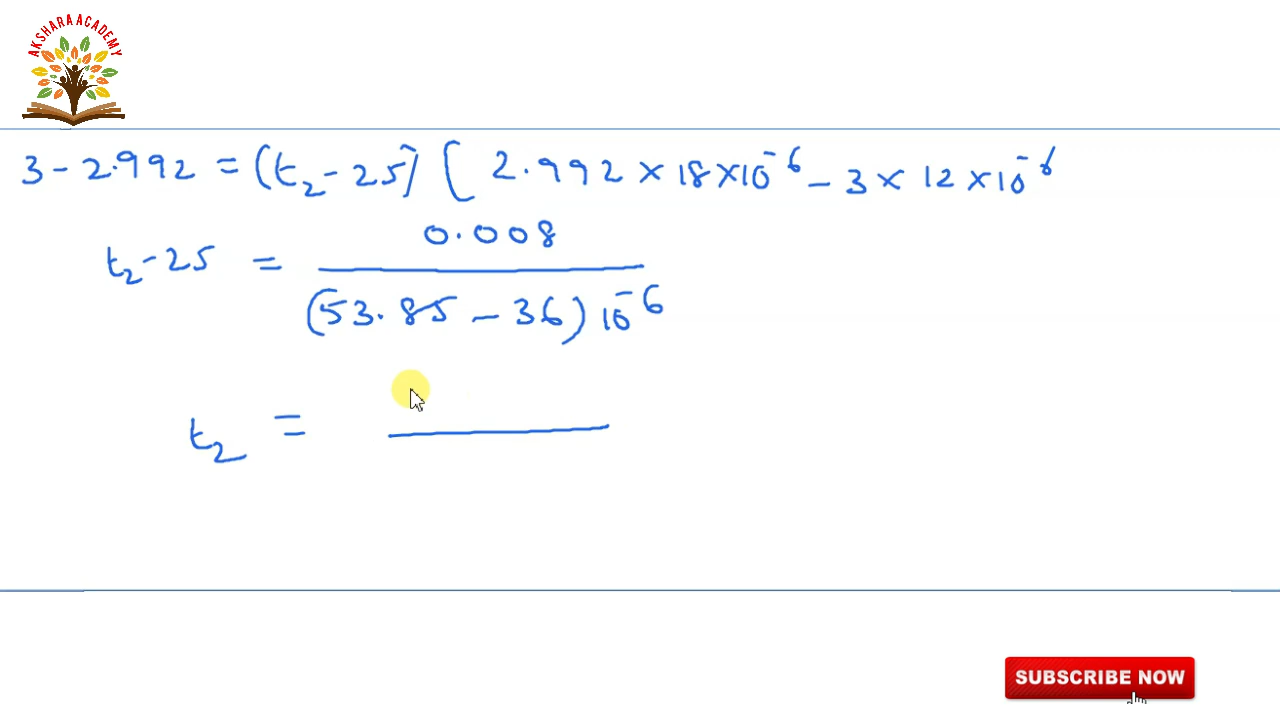 AKSHARA ACADEMY
3 - 2.992 = (t₂ - 25) [ 2.992 × 18 × 10⁻⁶ - 3 × 12 × 10⁻⁶
t₂ - 25 = 0.008
(53.85 - 36) 10⁻⁶
t₂ =
SUBSCRIBE NOW